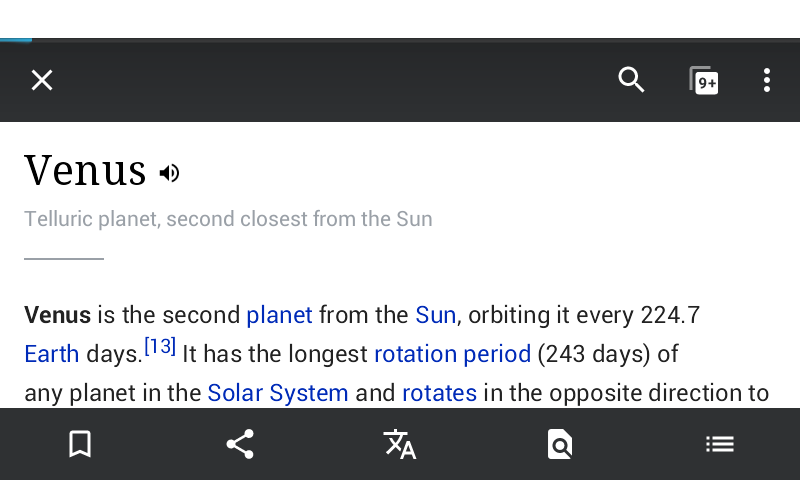 9+
Venus
Telluric planet, second closest from the Sun
Venus is the second planet from the Sun, orbiting it every 224.7
Earth days.[13] It has the longest rotation period (243 days) of
any planet in the Solar System and rotates in the opposite direction to